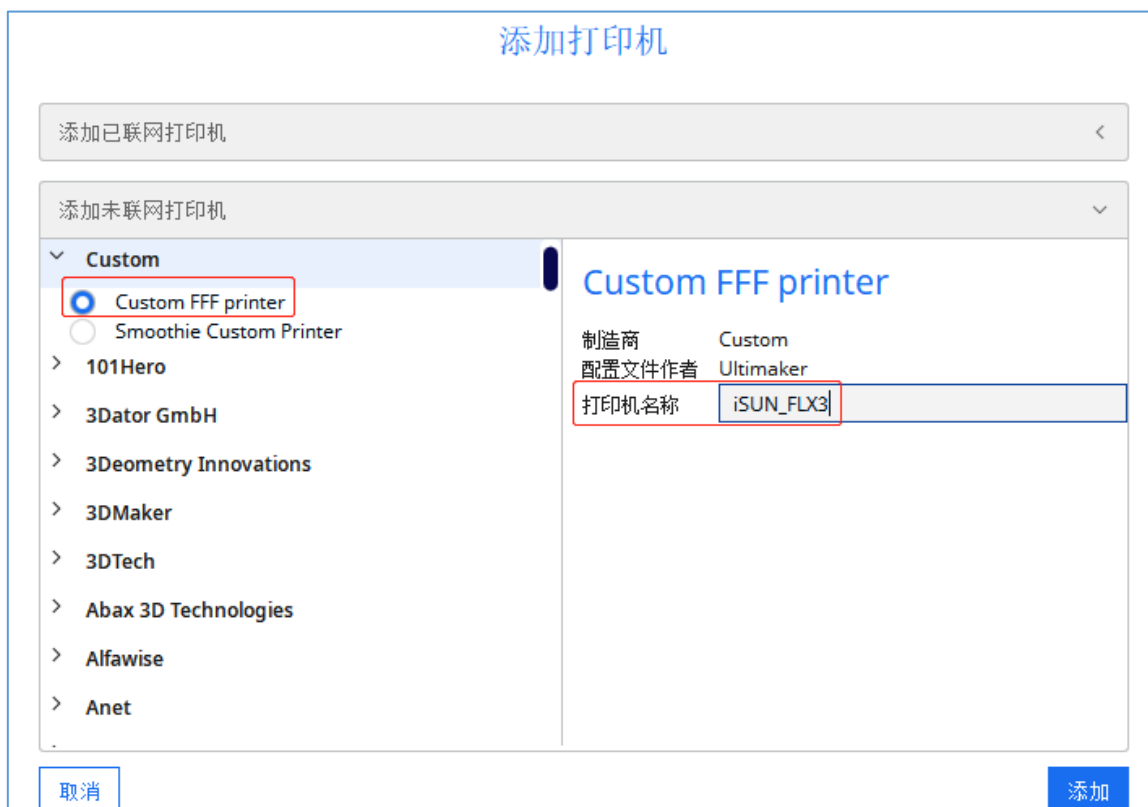 添加打印机
添加已联网打印机
添加未联网打印机
Custom
Custom FFF printer
Smoothie Custom Printer
101Hero
3Dator GmbH
3Deometry Innovations
3DMaker
3DTech
Abax 3D Technologies
Alfawise
Anet
Custom FFF printer
制造商 Custom
配置文件作者 Ultimaker
打印机名称 iSUN_FLX3
取消
添加